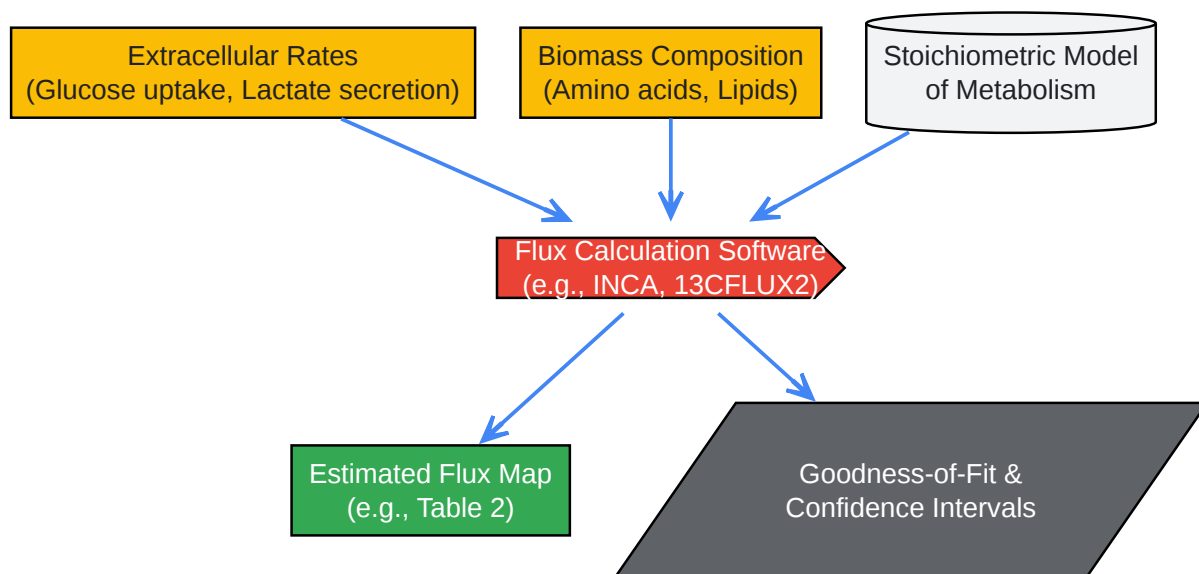 Extracellular Rates
(Glucose uptake, Lactate secretion)
Biomass Composition
(Amino acids, Lipids)
Stoichiometric Model
of Metabolism
Flux Calculation Software
(e.g., INCA, 13CFLUX2)
Estimated Flux Map
(e.g., Table 2)
Goodness-of-Fit &
Confidence Intervals